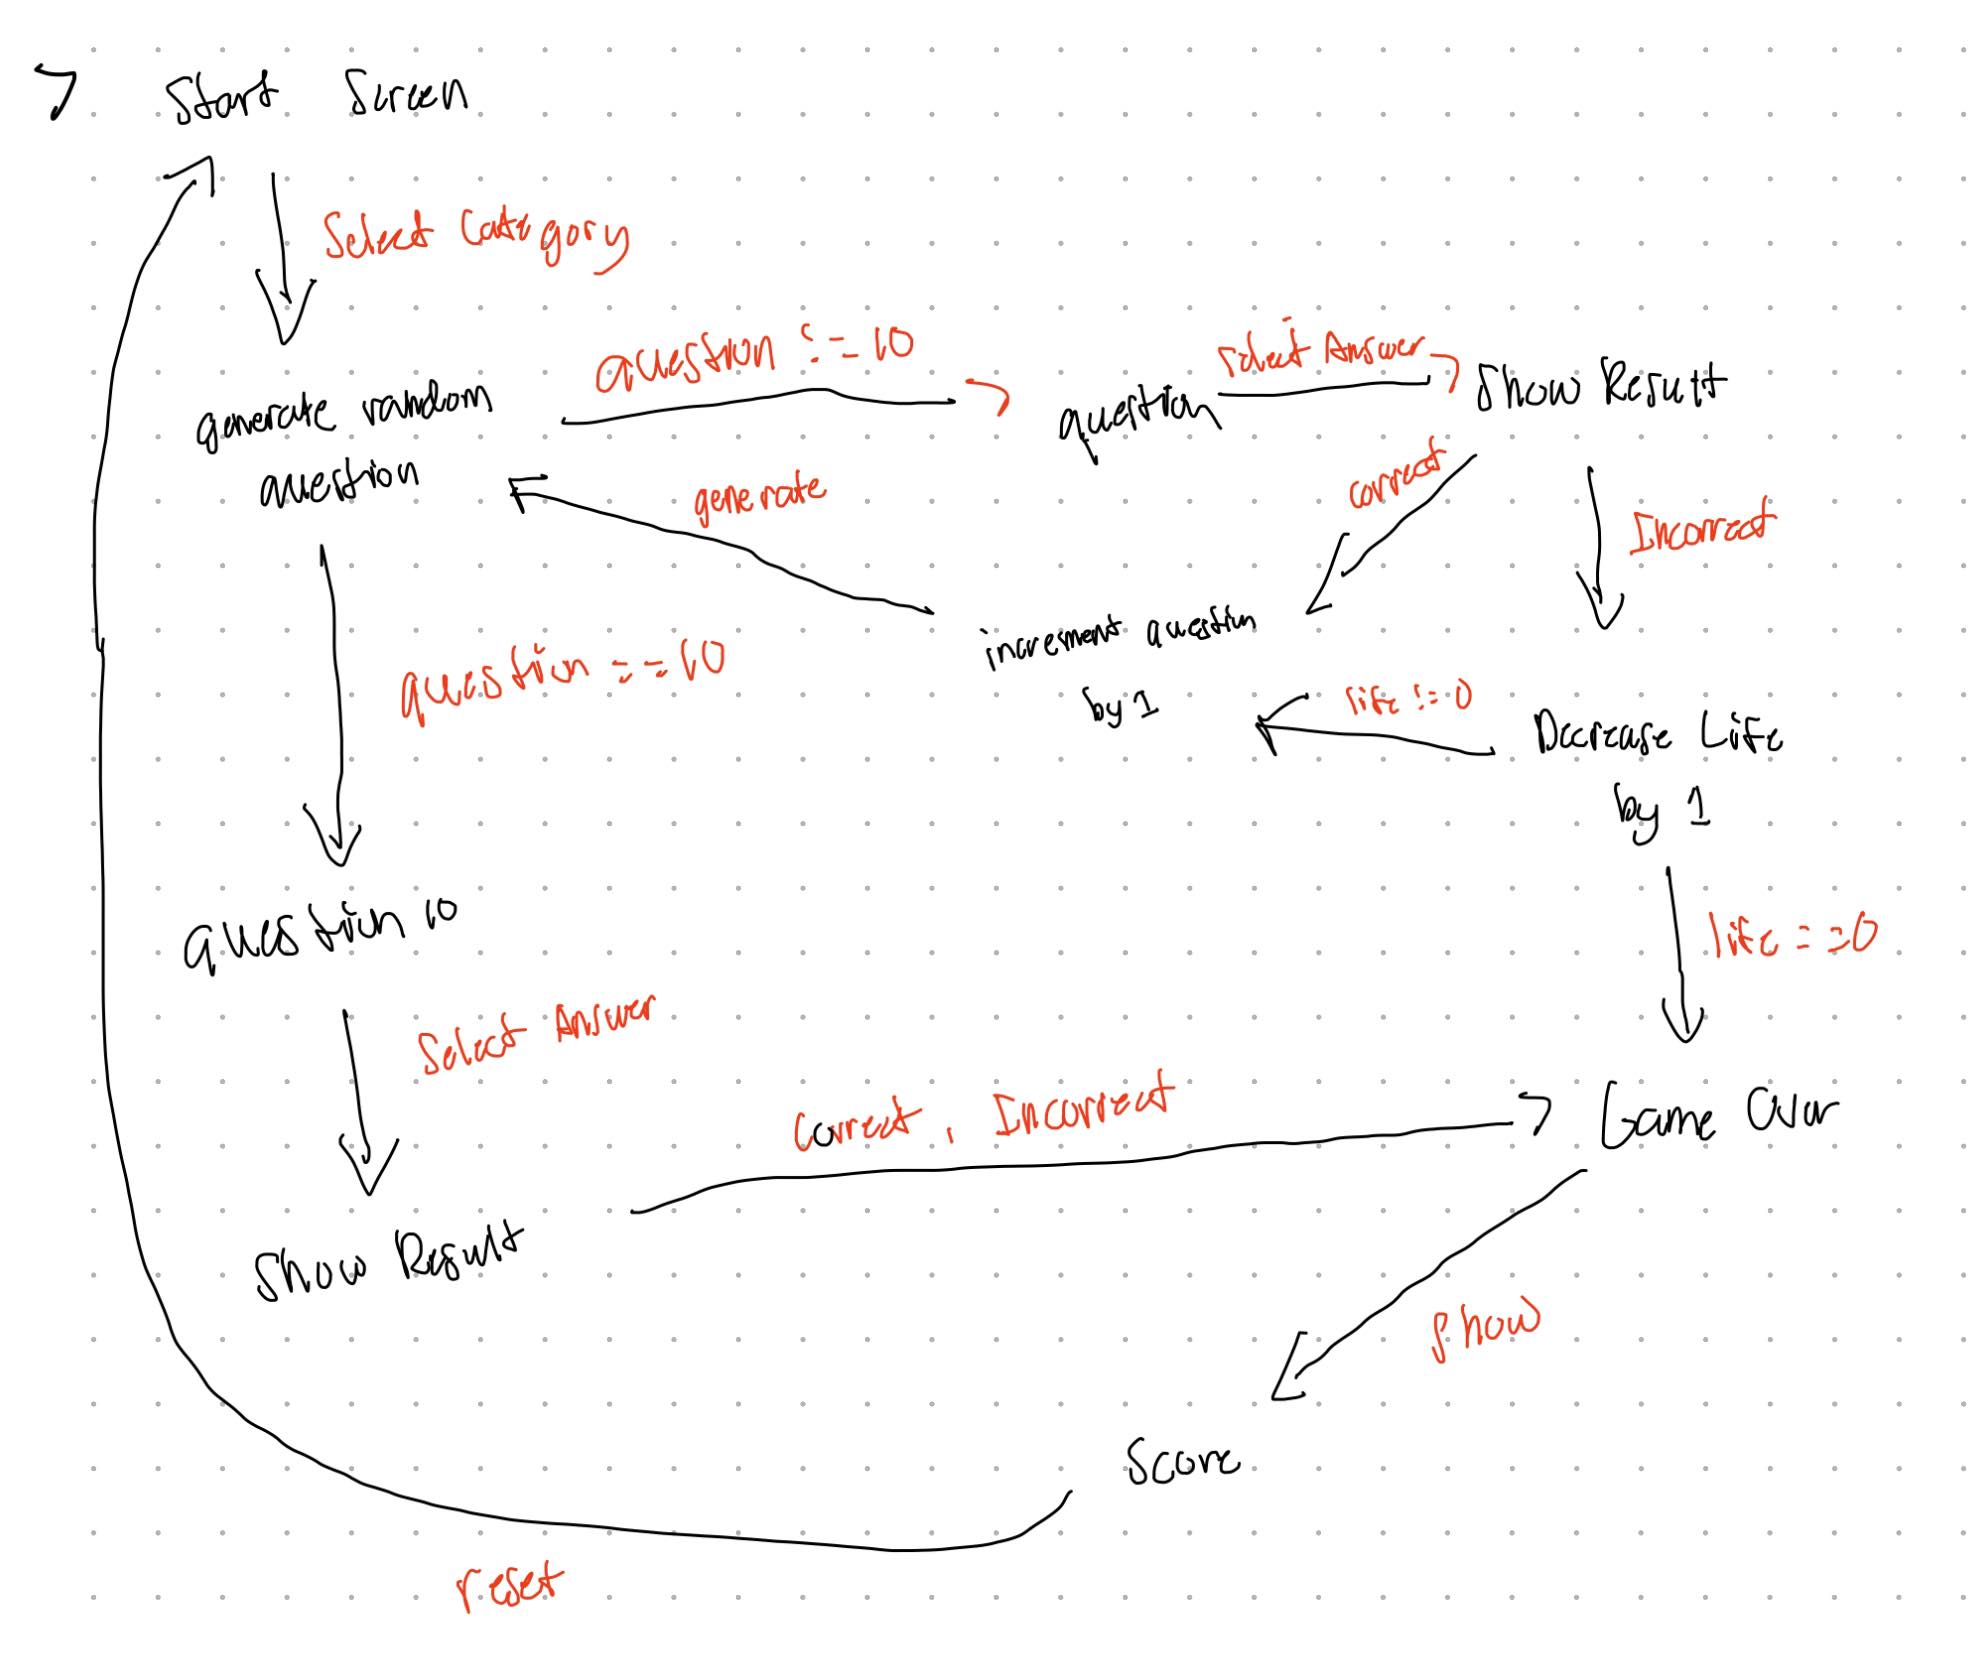 Start Screen
Select Category
question != 10
select Answer
Show Result
generate random
question
question
generate
correct
Incorrect
increment question
by 1
question == 10
life != 0
Decrease Life
by 1
question 10
life == 0
Select Answer
Correct, Incorrect
Game Over
Show Result
show
Score
reset